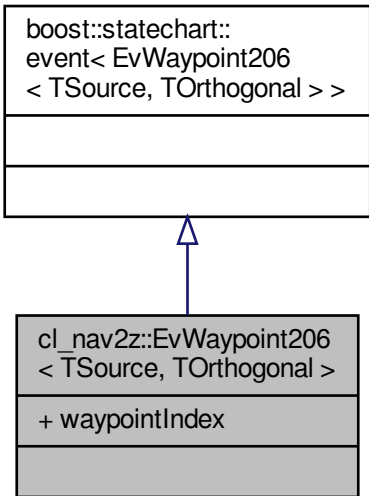 boost::statechart::
event< EvWaypoint206
< TSource, TOrthogonal > >
cl_nav2z::EvWaypoint206
< TSource, TOrthogonal >
+ waypointIndex